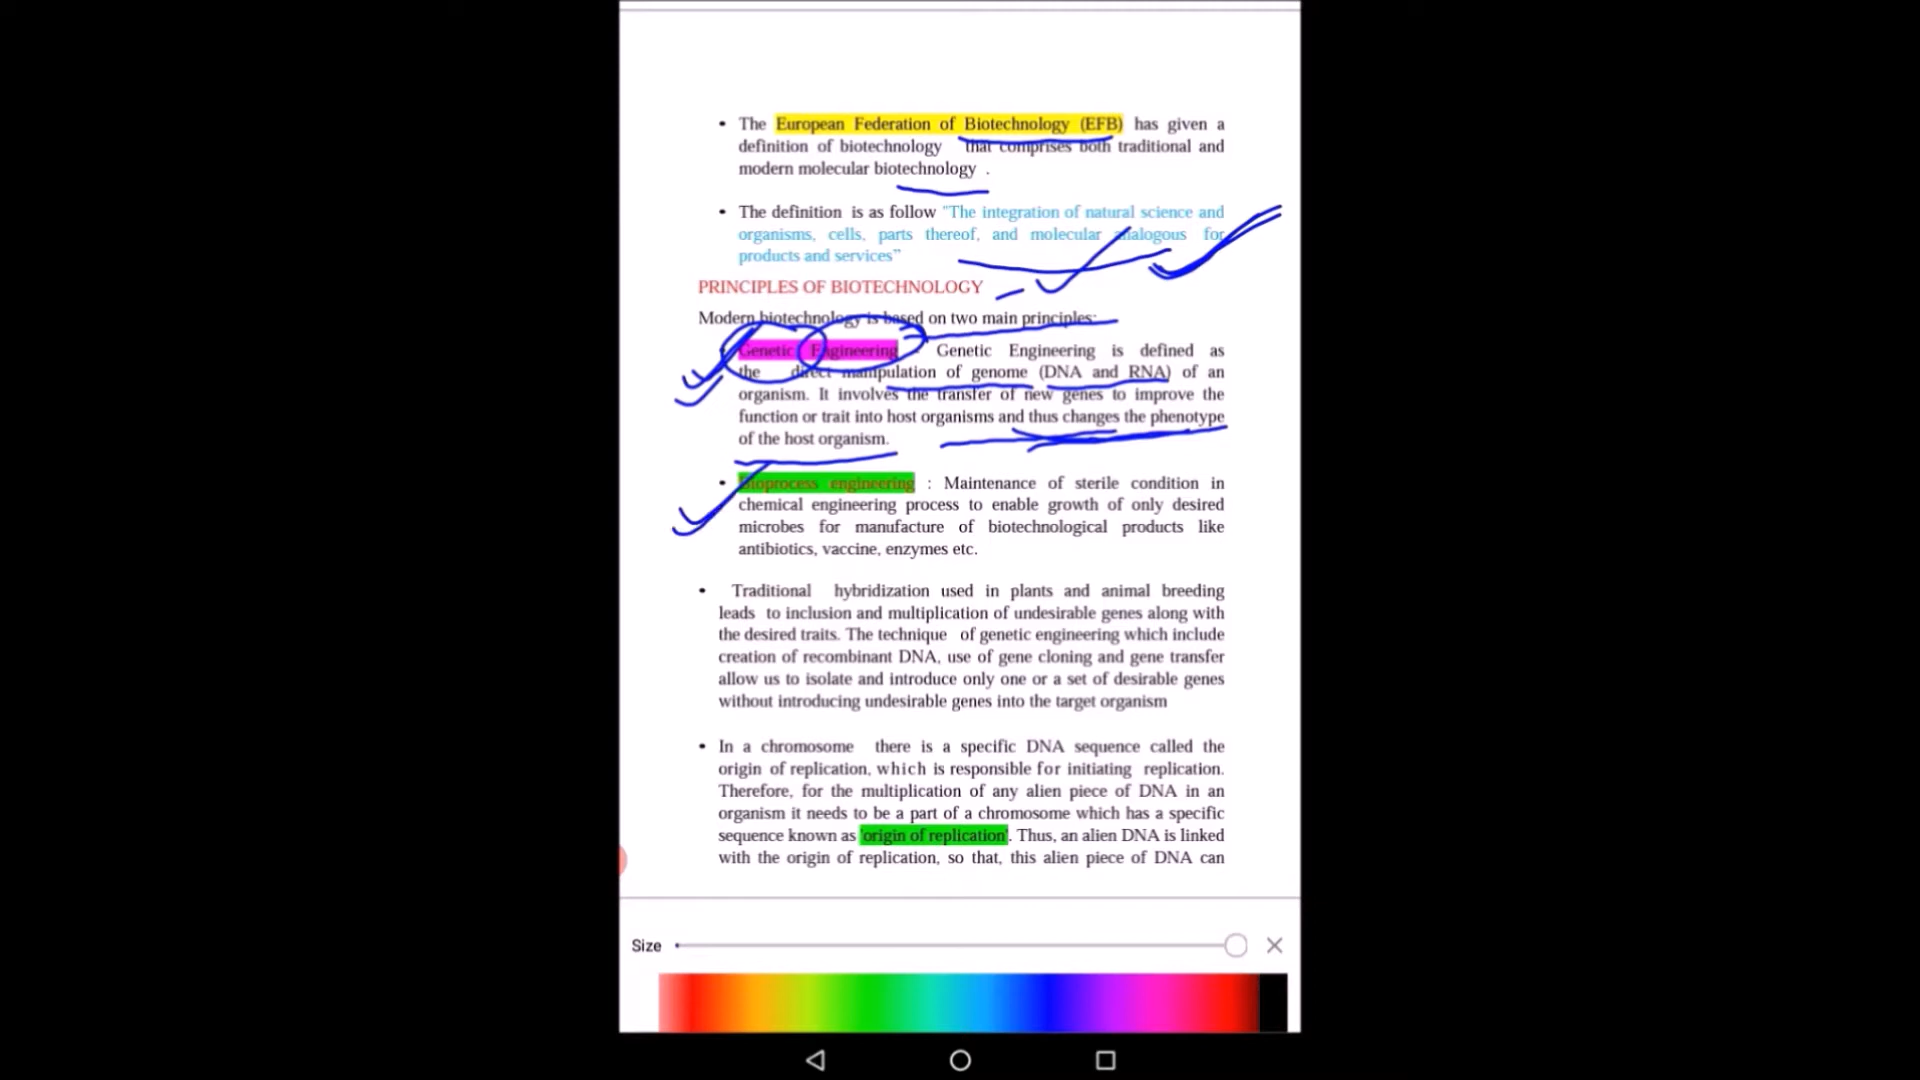 • The European Federation of Biotechnology (EFB) has given a
definition of biotechnology that comprises both traditional and
modern molecular biotechnology .
• The definition is as follow "The integration of natural science and
organisms, cells, parts thereof, and molecular analogous for
products and services"
PRINCIPLES OF BIOTECHNOLOGY
Modern biotechnology is based on two main principles:
• Genetic Engineering : Genetic Engineering is defined as
the direct manipulation of genome (DNA and RNA) of an
organism. It involves the transfer of new genes to improve the
function or trait into host organisms and thus changes the phenotype
of the host organism.
• Bioprocess engineering : Maintenance of sterile condition in
chemical engineering process to enable growth of only desired
microbes for manufacture of biotechnological products like
antibiotics, vaccine, enzymes etc.
• Traditional hybridization used in plants and animal breeding
leads to inclusion and multiplication of undesirable genes along with
the desired traits. The technique of genetic engineering which include
creation of recombinant DNA, use of gene cloning and gene transfer
allow us to isolate and introduce only one or a set of desirable genes
without introducing undesirable genes into the target organism
• In a chromosome there is a specific DNA sequence called the
origin of replication, which is responsible for initiating replication.
Therefore, for the multiplication of any alien piece of DNA in an
organism it needs to be a part of a chromosome which has a specific
sequence known as 'origin of replication'. Thus, an alien DNA is linked
with the origin of replication, so that, this alien piece of DNA can
Size